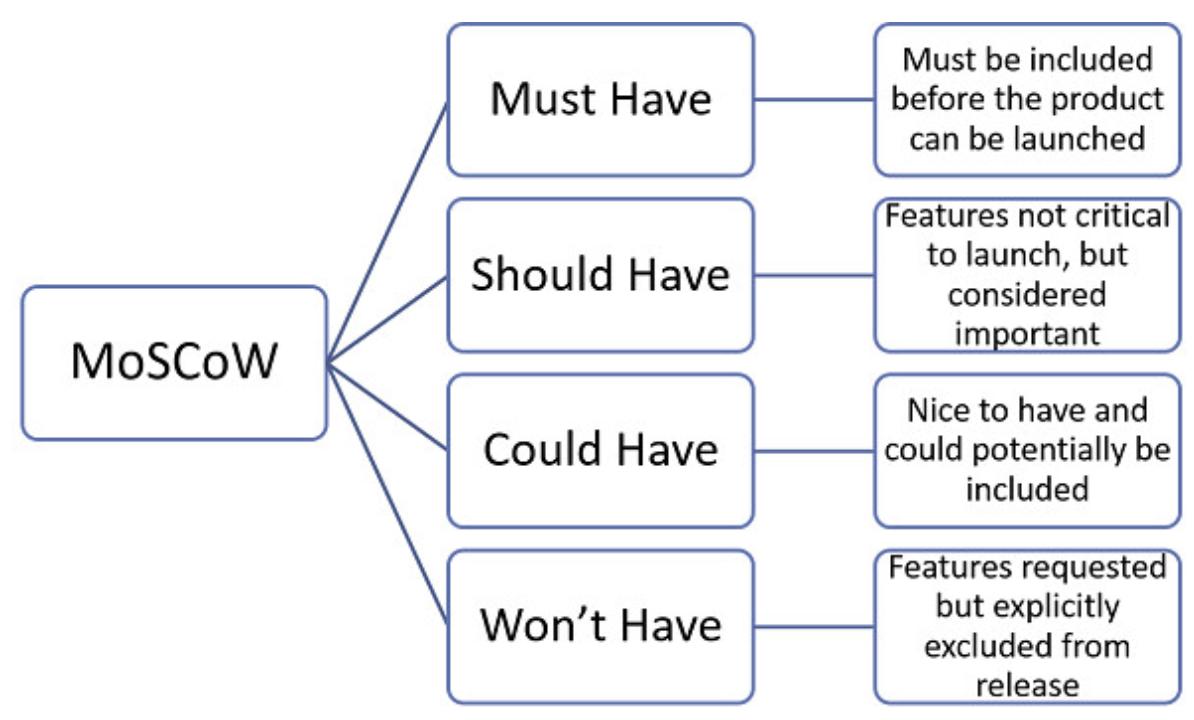 MoSCoW
Must Have
Must be included
before the product
can be launched
Should Have
Features not critical
to launch, but
considered
important
Could Have
Nice to have and
could potentially be
included
Won’t Have
Features requested
but explicitly
excluded from
release